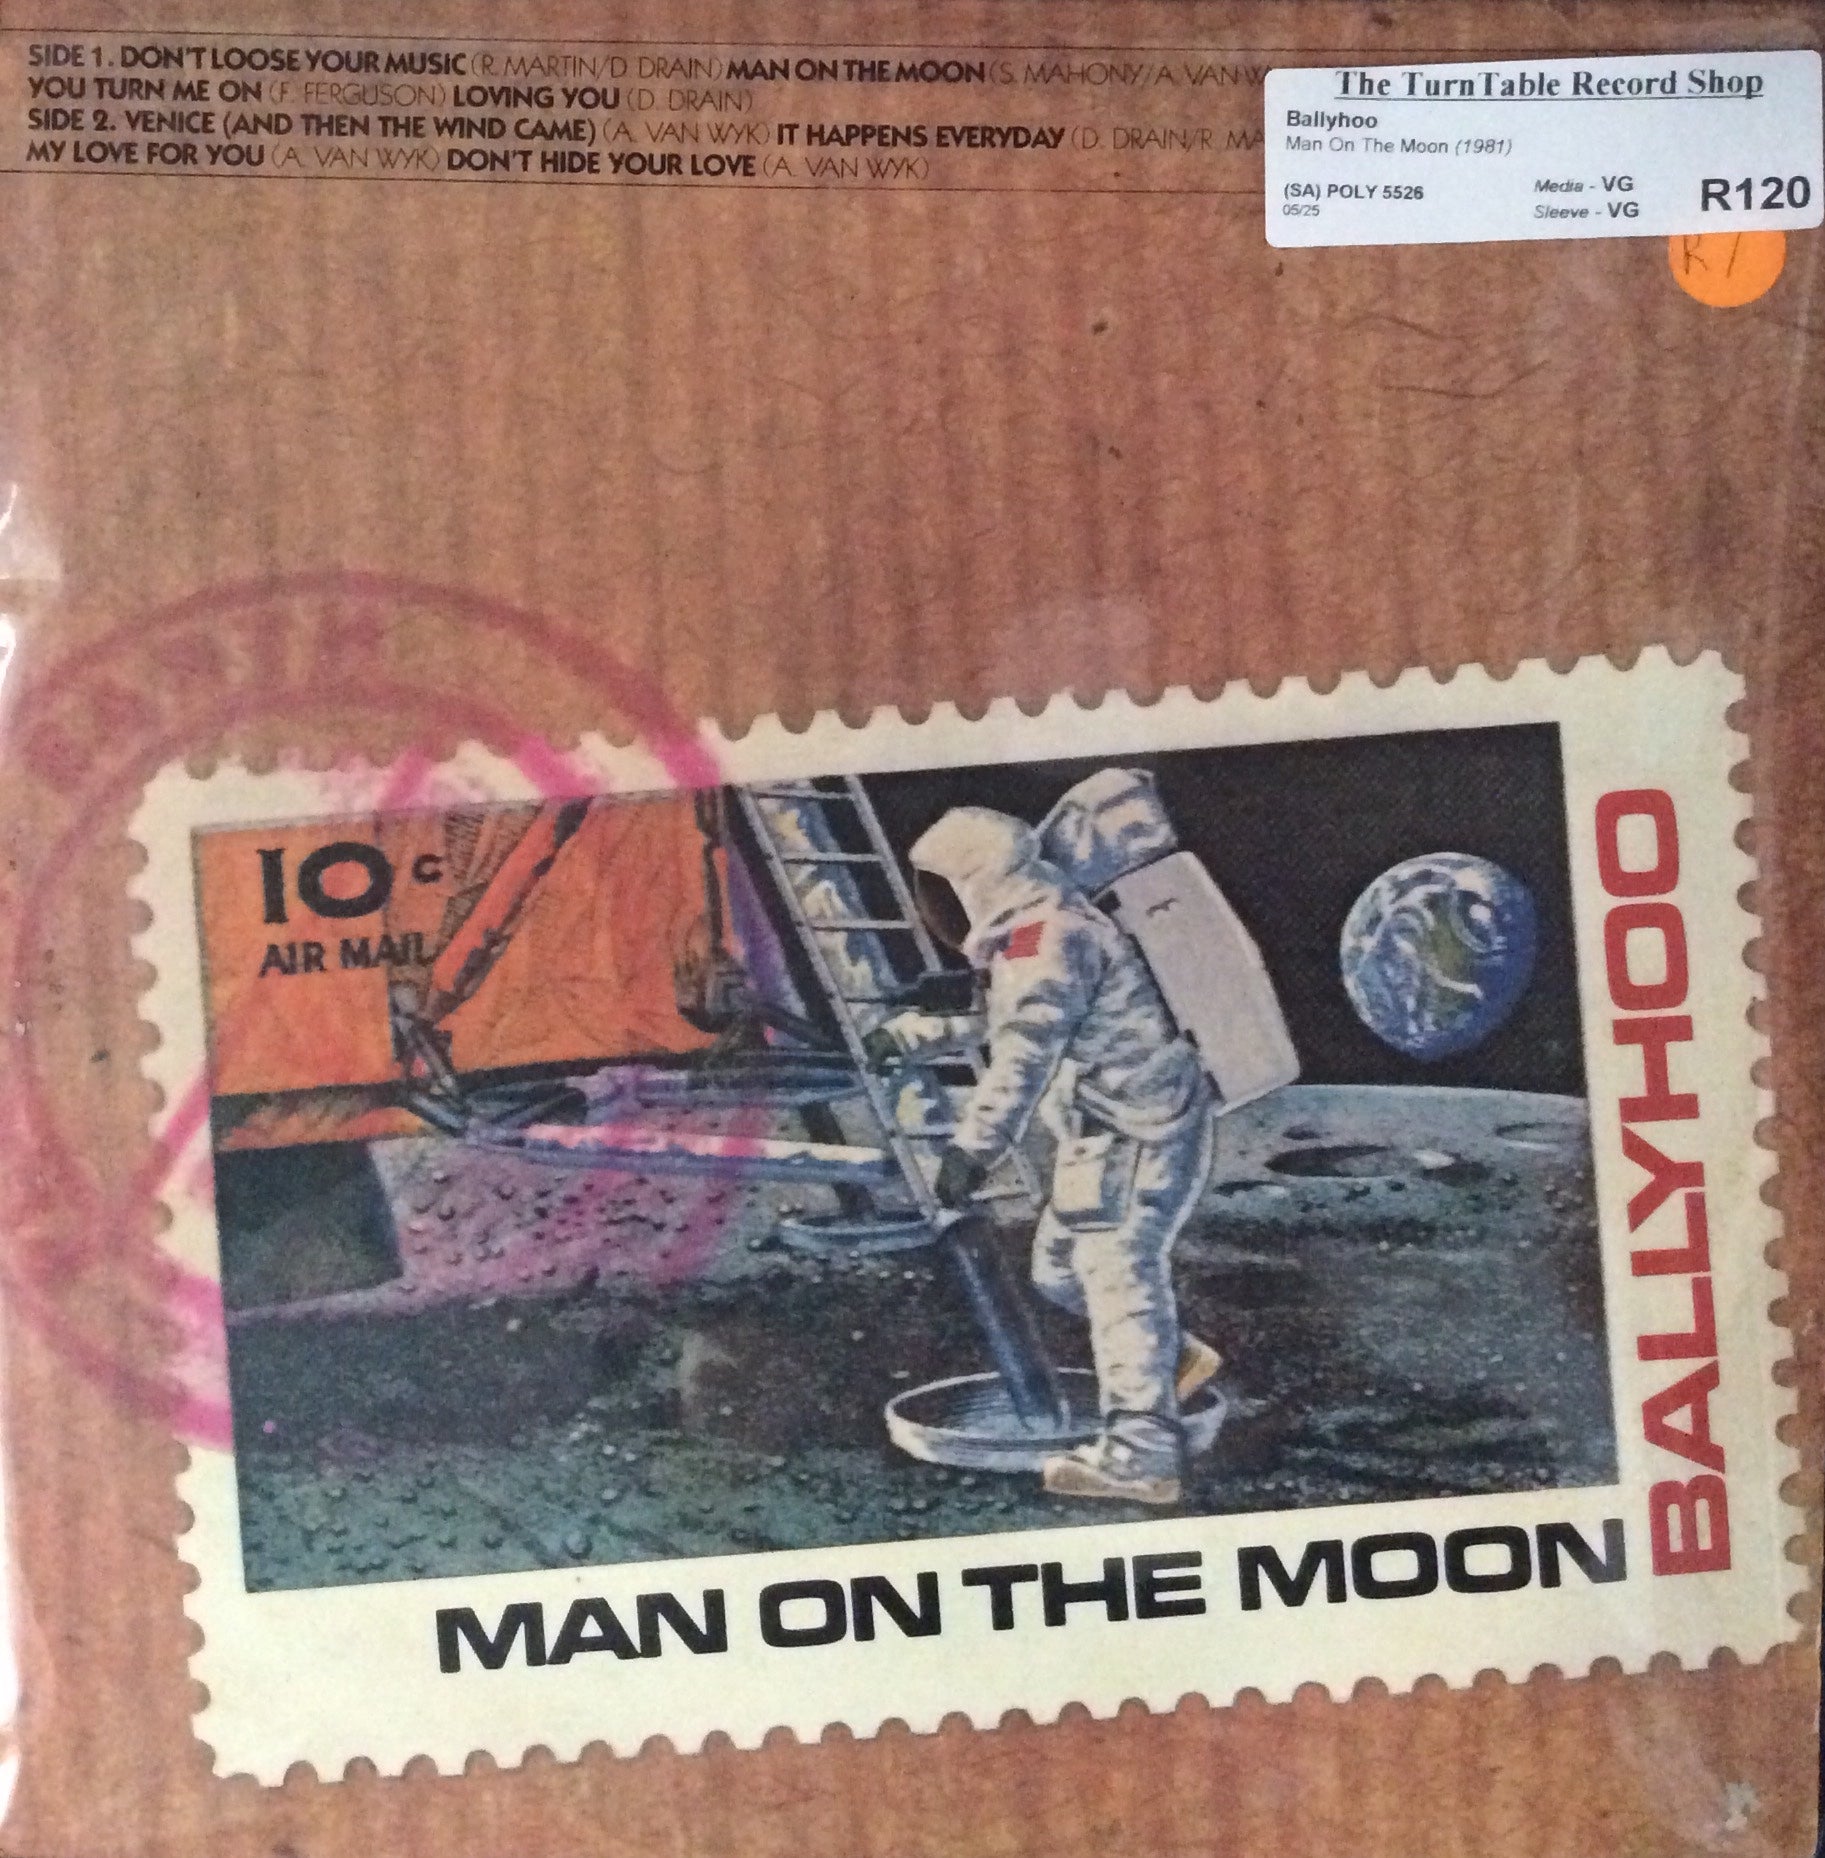 SIDE 1. DON'T LOOSE YOUR MUSIC (R. MARTIN/D. DRAIN) MAN ON THE MOON (S. MAHONY/A. VAN
YOU TURN ME ON (F. FERGUSON) LOVING YOU (D. DRAIN)
SIDE 2. VENICE (AND THEN THE WIND CAME) (A. VAN WYK) IT HAPPENS EVERYDAY (D. DRAIN/R.
MY LOVE FOR YOU (A. VAN WYK) DON'T HIDE YOUR LOVE (A. VAN WYK)
The TurnTable Record Shop
Ballyhoo
Man On The Moon (1981)
(SA) POLY 5526 Media - VG R120
05/25 Sleeve - VG
10c
AIR MAIL
BALLYHOO
MAN ON THE MOON